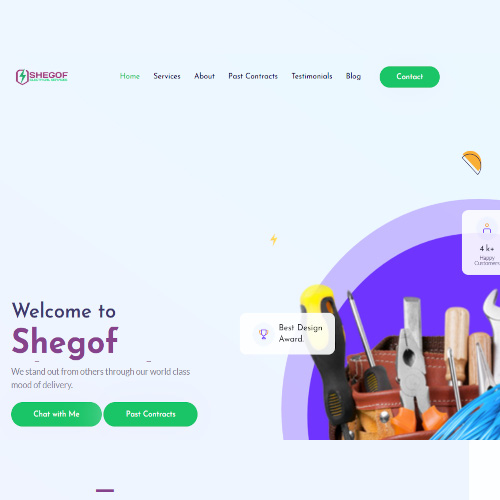 SHEGOF
Home Services About Past Contracts Testimonials Blog Contact
4 k+
Happy
Customers
Best Design
Award.
Welcome to
Shegof
We stand out from others through our world class
mood of delivery.
Chat with Me Past Contracts